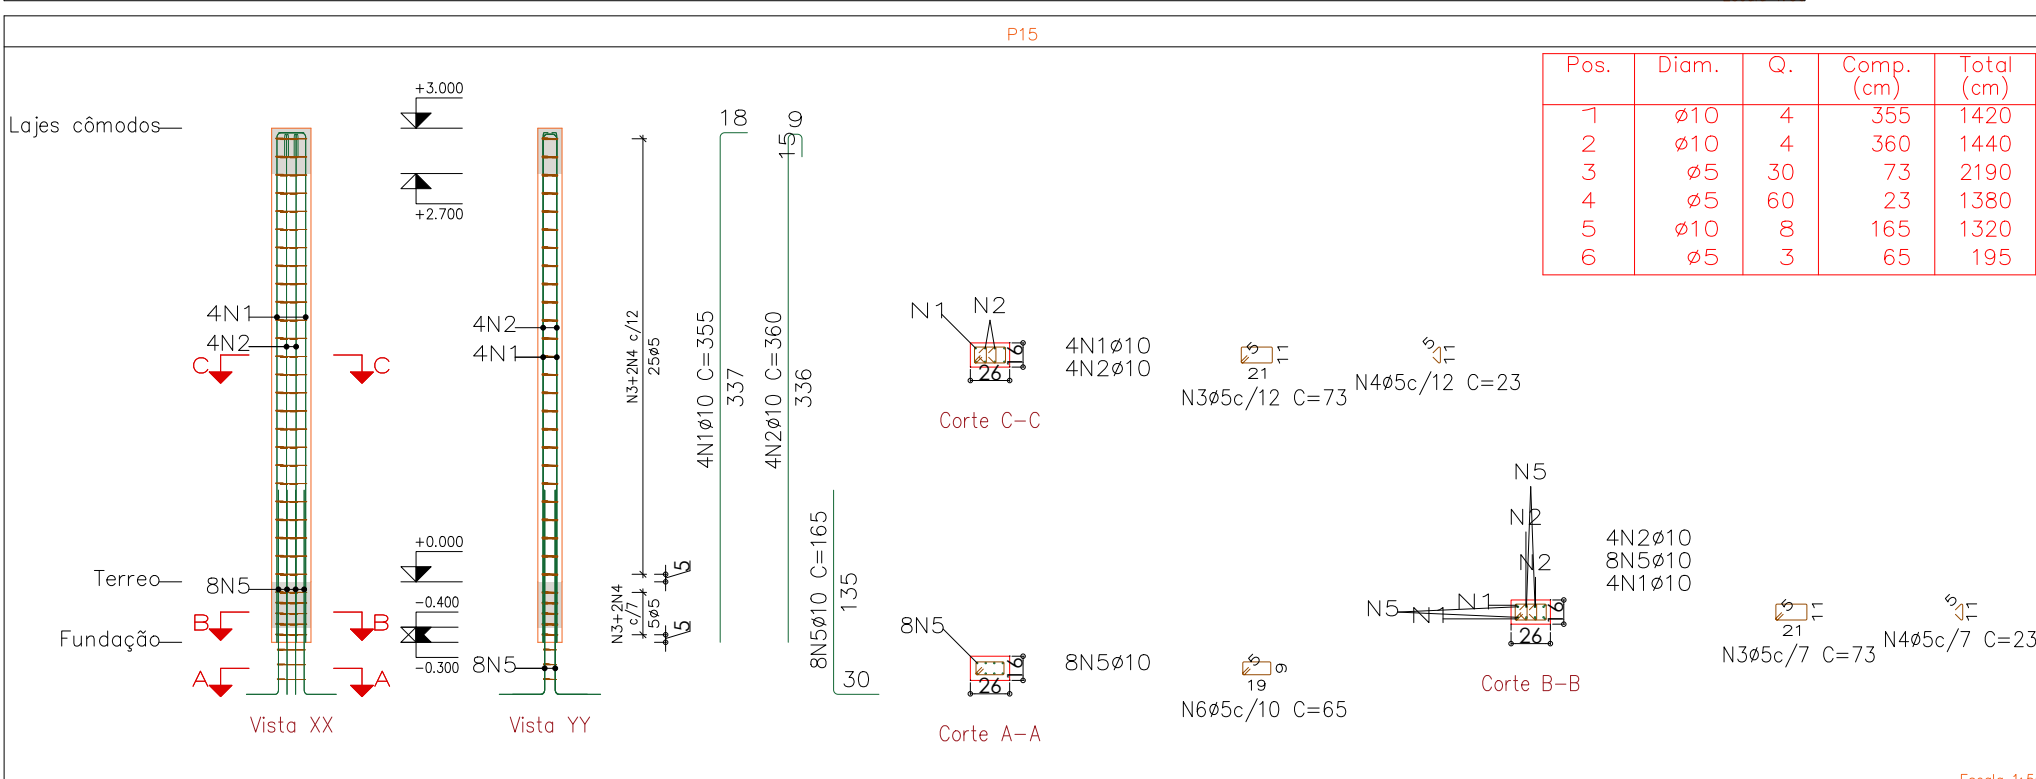 P15
Pos. Diam. Q. Comp. (cm) Total (cm)
1 ø10 4 355 1420
2 ø10 4 360 1440
3 ø5 30 73 2190
4 ø5 60 23 1380
5 ø10 8 165 1320
6 ø5 3 65 195
Lajes cômodos
+3.000
+2.700
4N1
4N2
C
C
Terreo
+0.000
8N5
-0.400
B
B
Fundação
-0.300
A
A
Vista XX
4N2
4N1
8N5
Vista YY
N3+2N4 c/12
25ø5
N3+2N4
c/7
5ø5
5
5
18
4N1ø10 C=355
337
9
15
4N2ø10 C=360
336
8N5ø10 C=165
135
30
N1
N2
26
16
4N1ø10
4N2ø10
Corte C-C
5
21
11
N3ø5c/12 C=73
5
11
N4ø5c/12 C=23
8N5
26
16
8N5ø10
Corte A-A
5
19
9
N6ø5c/10 C=65
N5
N2
N2
N5
N1
N1
26
16
4N2ø10
8N5ø10
4N1ø10
Corte B-B
5
21
11
N3ø5c/7 C=73
5
11
N4ø5c/7 C=23